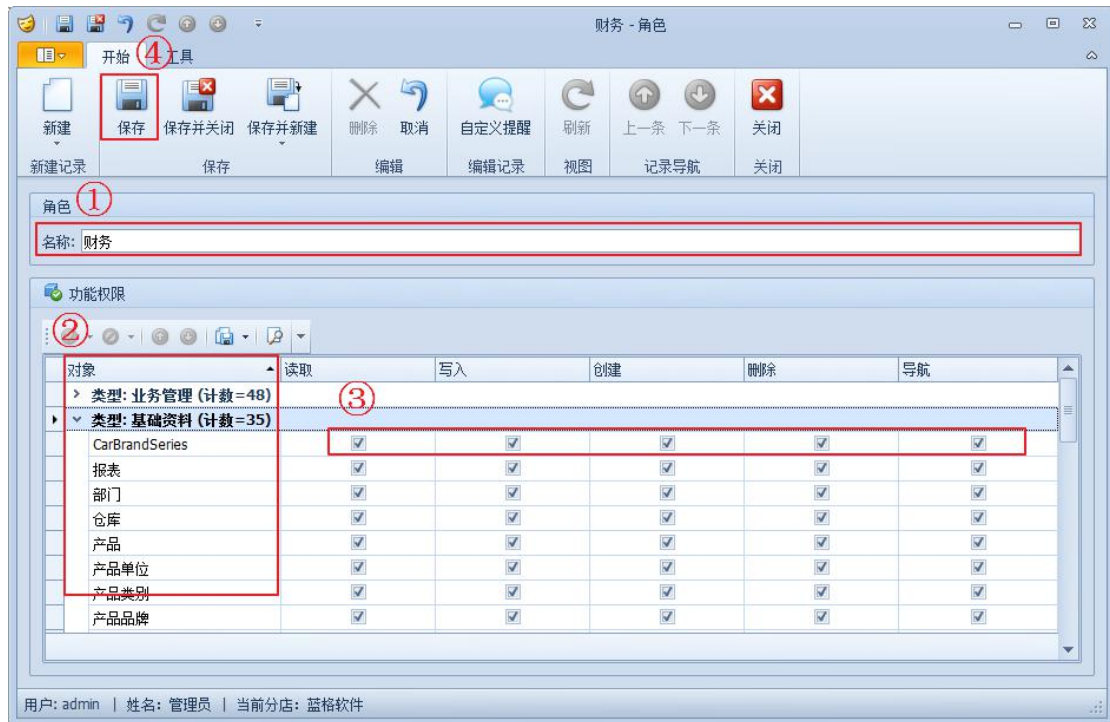 财务 - 角色
开始 ④ 工具
新建 保存 保存并关闭 保存并新建 删除 取消 自定义提醒 刷新 上一条 下一条 关闭
新建记录 保存 编辑 编辑记录 视图 记录导航 关闭
角色 ①
名称: 财务
功能权限
②
对象 读取 写入 创建 删除 导航
类型: 业务管理 (计数=48)
③
类型: 基础资料 (计数=35)
CarBrandSeries
报表
部门
仓库
产品
产品单位
产品类别
产品品牌
用户: admin | 姓名: 管理员 | 当前分店: 蓝格软件